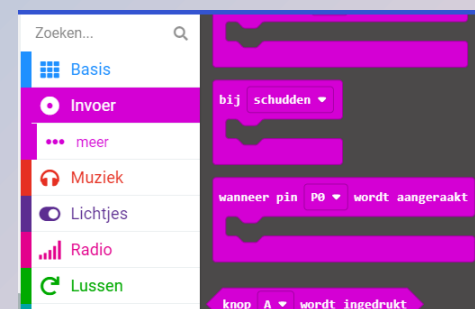 Zoeken...
Basis
Invoer
meer
Muziek
Lichtjes
Radio
Lussen
bij schudden
wanneer pin P0 wordt aangeraakt
knop A wordt ingedrukt